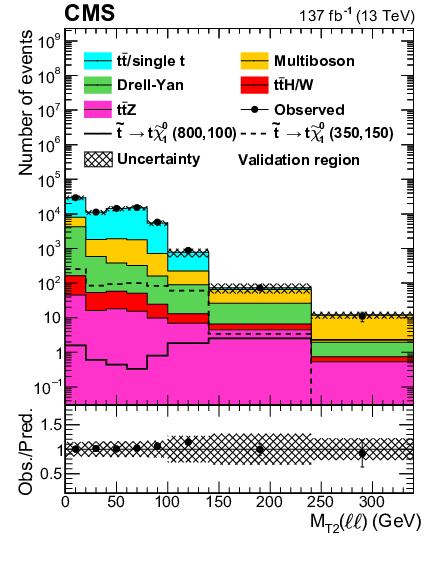 CMS 137 fb⁻¹ (13 TeV)
Number of events
10⁹
10⁸
10⁷
10⁶
10⁵
10⁴
10³
10²
10
1
10⁻¹
tt̄/single t Multiboson
Drell-Yan tt̄H/W
tt̄Z Observed
t̃ → tχ̃⁰₁ (800,100) t̃ → tχ̃⁰₁ (350,150)
Uncertainty Validation region
Obs./Pred.
1.5
1.0
0.5
0 50 100 150 200 250 300
M_T2(ℓℓ) (GeV)